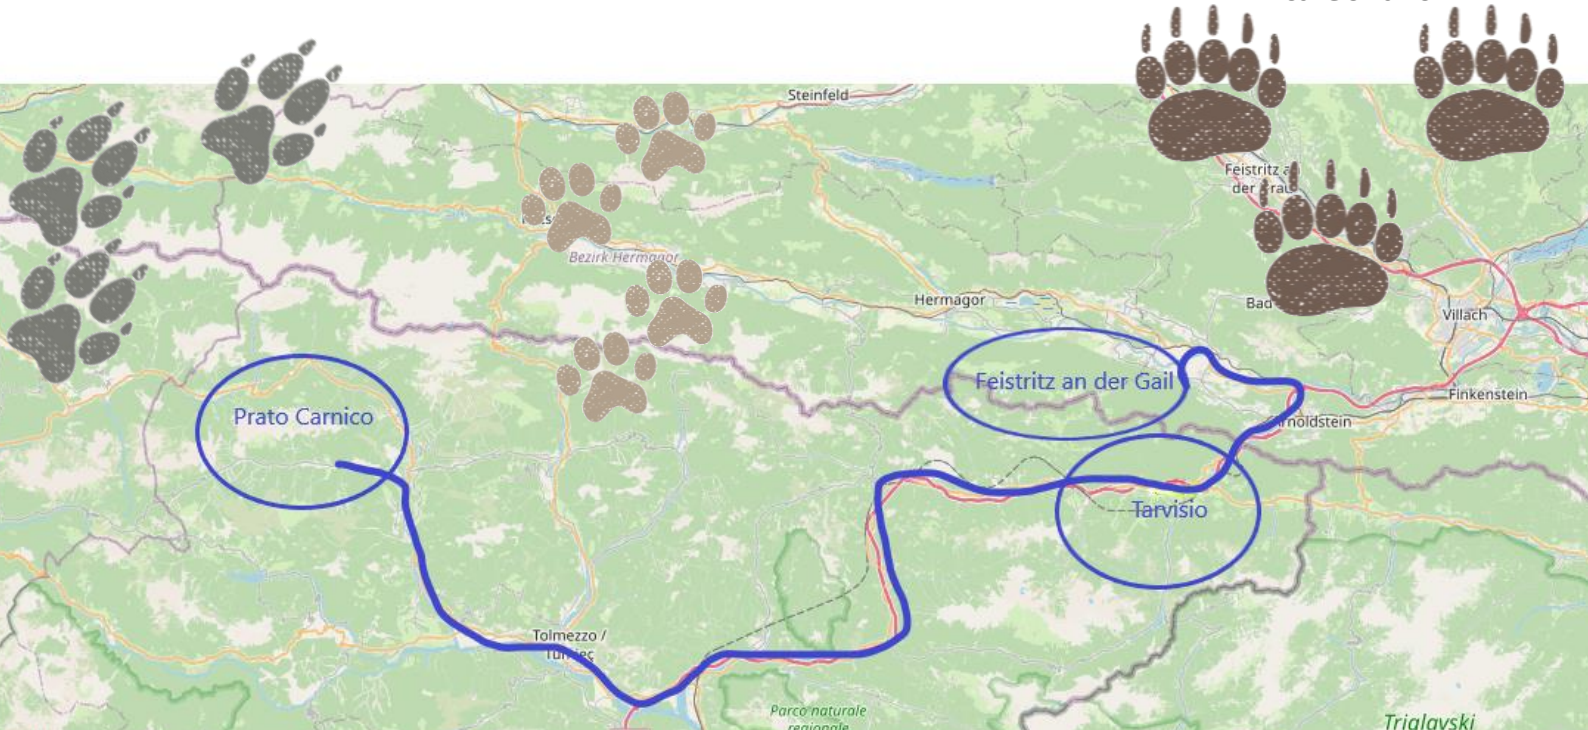 Steinfeld
Feistritz
der
Bezirk Hermagor
Hermagor
Bad
Villach
Feistritz an der Gail
Prato Carnico
Finkenstein
Arnoldstein
Tarvisio
Tolmezzo /
Tumieç
Parco naturale
regionale
Triglavski